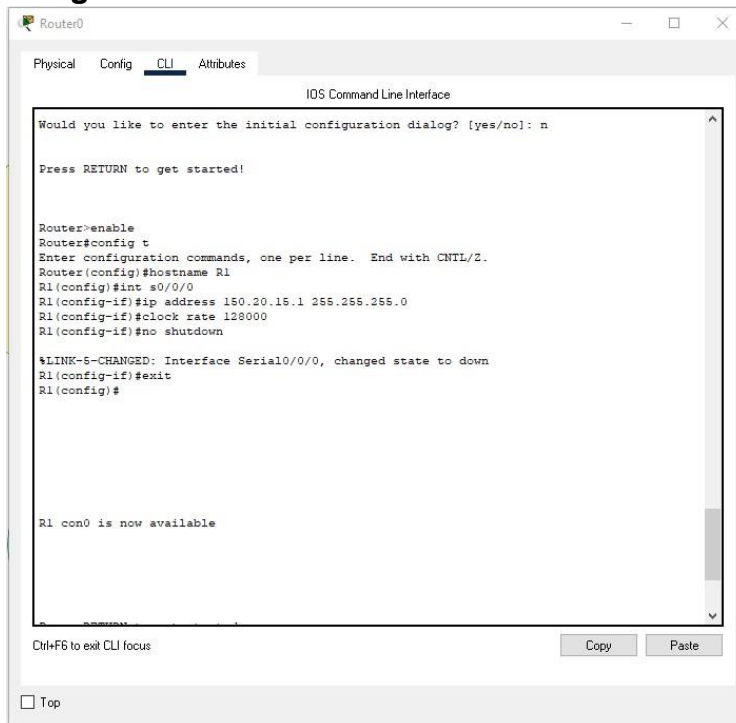 Router0
Physical Config CLI Attributes
IOS Command Line Interface
Would you like to enter the initial configuration dialog? [yes/no]: n
Press RETURN to get started!
Router>enable
Router#config t
Enter configuration commands, one per line.  End with CNTL/Z.
Router(config)#hostname R1
R1(config)#int s0/0/0
R1(config-if)#ip address 150.20.15.1 255.255.255.0
R1(config-if)#clock rate 128000
R1(config-if)#no shutdown
%LINK-5-CHANGED: Interface Serial0/0/0, changed state to down
R1(config-if)#exit
R1(config)#
R1 con0 is now available
Ctrl+F6 to exit CLI focus
Copy Paste
Top